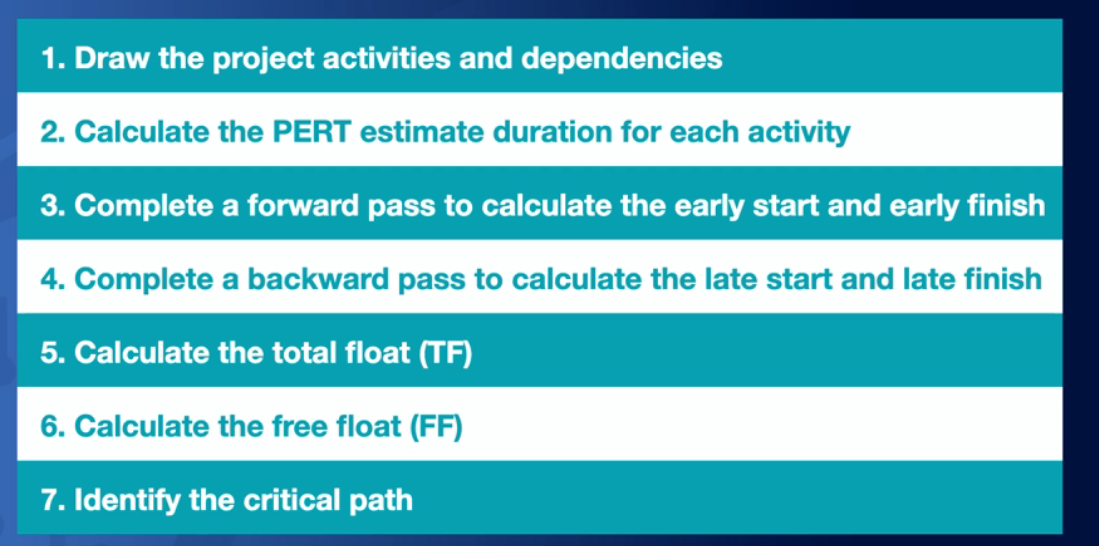 1. Draw the project activities and dependencies
2. Calculate the PERT estimate duration for each activity
3. Complete a forward pass to calculate the early start and early finish
4. Complete a backward pass to calculate the late start and late finish
5. Calculate the total float (TF)
6. Calculate the free float (FF)
7. Identify the critical path